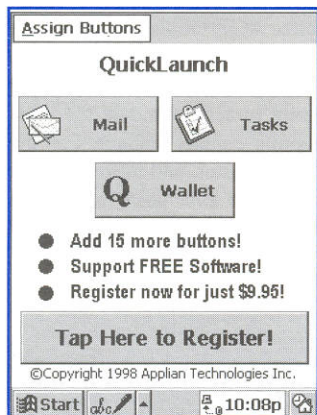 Assign Buttons
QuickLaunch
Mail Tasks
Q Wallet
Add 15 more buttons!
Support FREE Software!
Register now for just $9.95!
Tap Here to Register!
©Copyright 1998 Applian Technologies Inc.
Start abc 10:08p